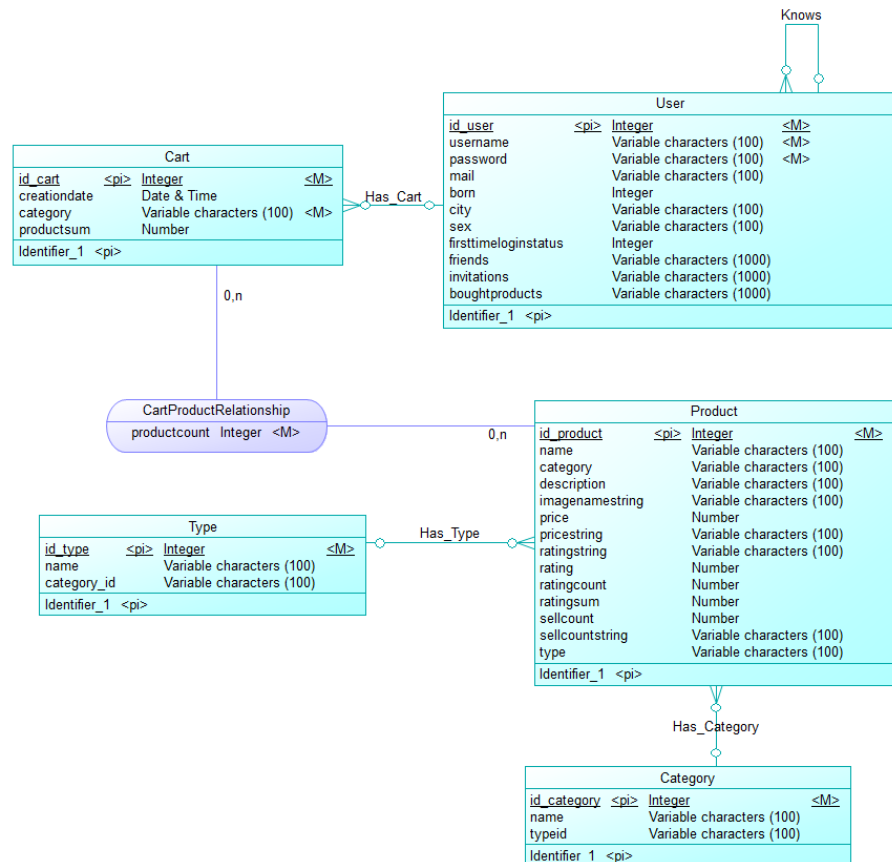 Knows
User
id_user <pi> Integer <M>
username Variable characters (100) <M>
password Variable characters (100) <M>
mail Variable characters (100)
born Integer
city Variable characters (100)
sex Variable characters (100)
firsttimeloginstatus Integer
friends Variable characters (1000)
invitations Variable characters (1000)
boughtproducts Variable characters (1000)
Identifier_1 <pi>
Has_Cart
Cart
id_cart <pi> Integer <M>
creationdate Date & Time
category Variable characters (100) <M>
productsum Number
Identifier_1 <pi>
0,n
CartProductRelationship
productcount Integer <M>
0,n
Product
id_product <pi> Integer <M>
name Variable characters (100)
category Variable characters (100)
description Variable characters (100)
imagenamestring Variable characters (100)
price Number
pricestring Variable characters (100)
ratingstring Variable characters (100)
rating Number
ratingcount Number
ratingsum Number
sellcount Number
sellcountstring Variable characters (100)
type Variable characters (100)
Identifier_1 <pi>
Has_Type
Type
id_type <pi> Integer <M>
name Variable characters (100)
category_id Variable characters (100)
Identifier_1 <pi>
Has_Category
Category
id_category <pi> Integer <M>
name Variable characters (100)
typeid Variable characters (100)
Identifier_1 <pi>